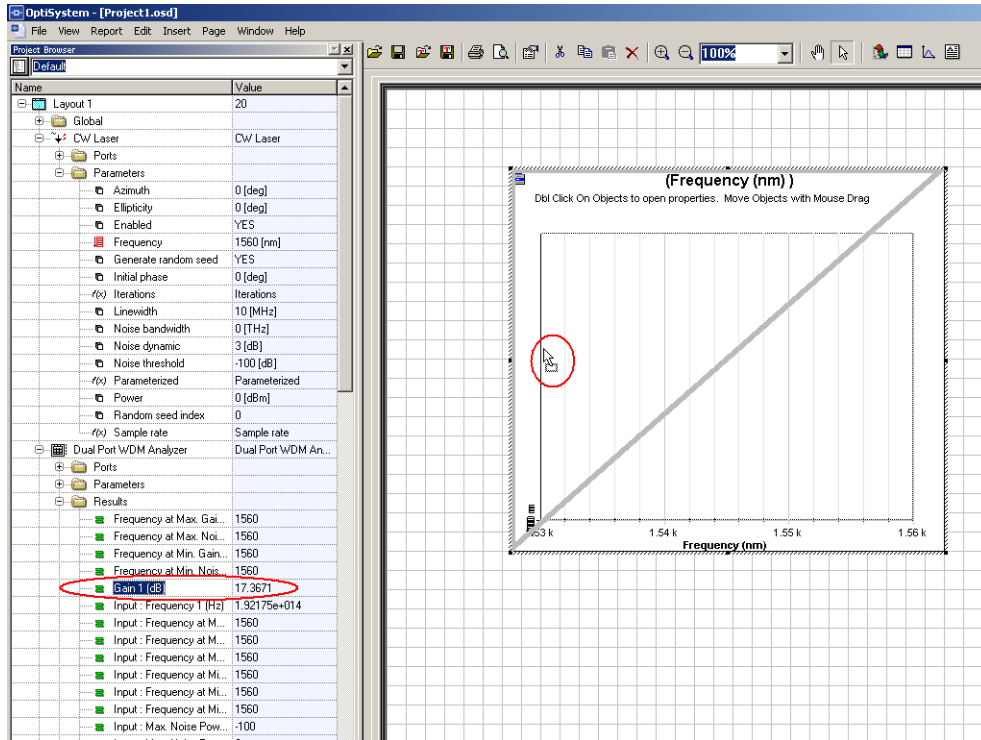 OptiSystem - [Project1.osd]
File View Report Edit Insert Page Window Help
Project Browser
Default
100%
Name Value
Layout 1 20
Global
CW Laser CW Laser
Ports
Parameters
Azimuth 0 [deg]
Ellipticity 0 [deg]
Enabled YES
Frequency 1560 [nm]
Generate random seed YES
Initial phase 0 [deg]
f(x) Iterations Iterations
Linewidth 10 [MHz]
Noise bandwidth 0 [THz]
Noise dynamic 3 [dB]
Noise threshold -100 [dB]
f(x) Parameterized Parameterized
Power 0 [dBm]
Random seed index 0
f(x) Sample rate Sample rate
Dual Port WDM Analyzer Dual Port WDM An...
Ports
Parameters
Results
Frequency at Max. Gai... 1560
Frequency at Max. Noi... 1560
Frequency at Min. Gain... 1560
Frequency at Min. Nois... 1560
Gain 1 (dB) 17.3671
Input : Frequency 1 (Hz) 1.92175e+014
Input : Frequency at M... 1560
Input : Frequency at M... 1560
Input : Frequency at M... 1560
Input : Frequency at Mi... 1560
Input : Frequency at Mi... 1560
Input : Frequency at Mi... 1560
Input : Max. Noise Pow... -100
(Frequency (nm) )
Dbl Click On Objects to open properties. Move Objects with Mouse Drag
1.54 k 1.55 k 1.56 k
Frequency (nm)